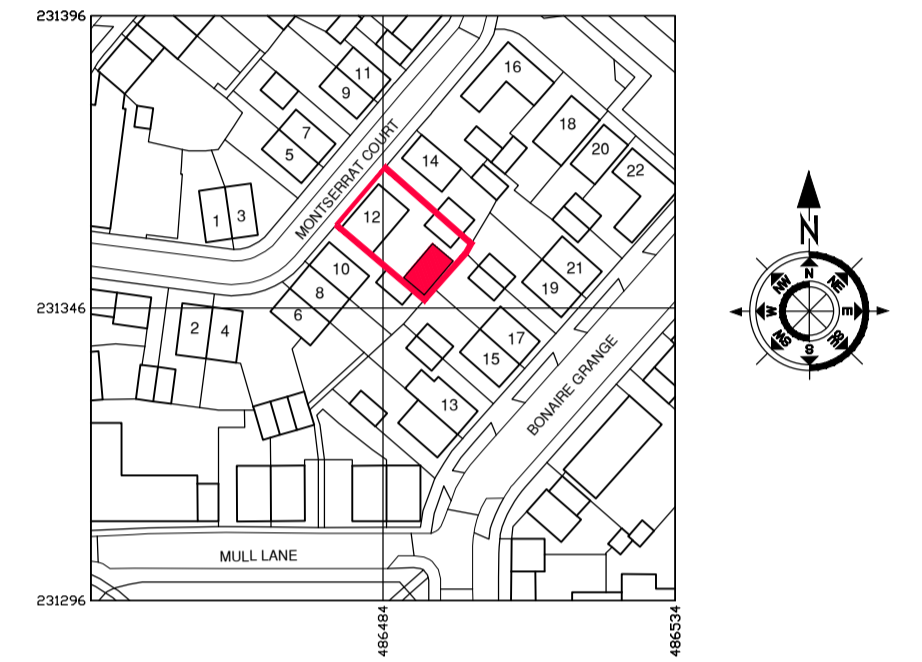 231396
11
9
16
7
5
18
20
22
14
MONTSERRAT COURT
1
3
12
10
8
6
21
19
231346
2
4
17
15
13
BONAIRE GRANGE
MULL LANE
231296
486484
486534
N
N
NE
E
SE
S
SW
W
NW